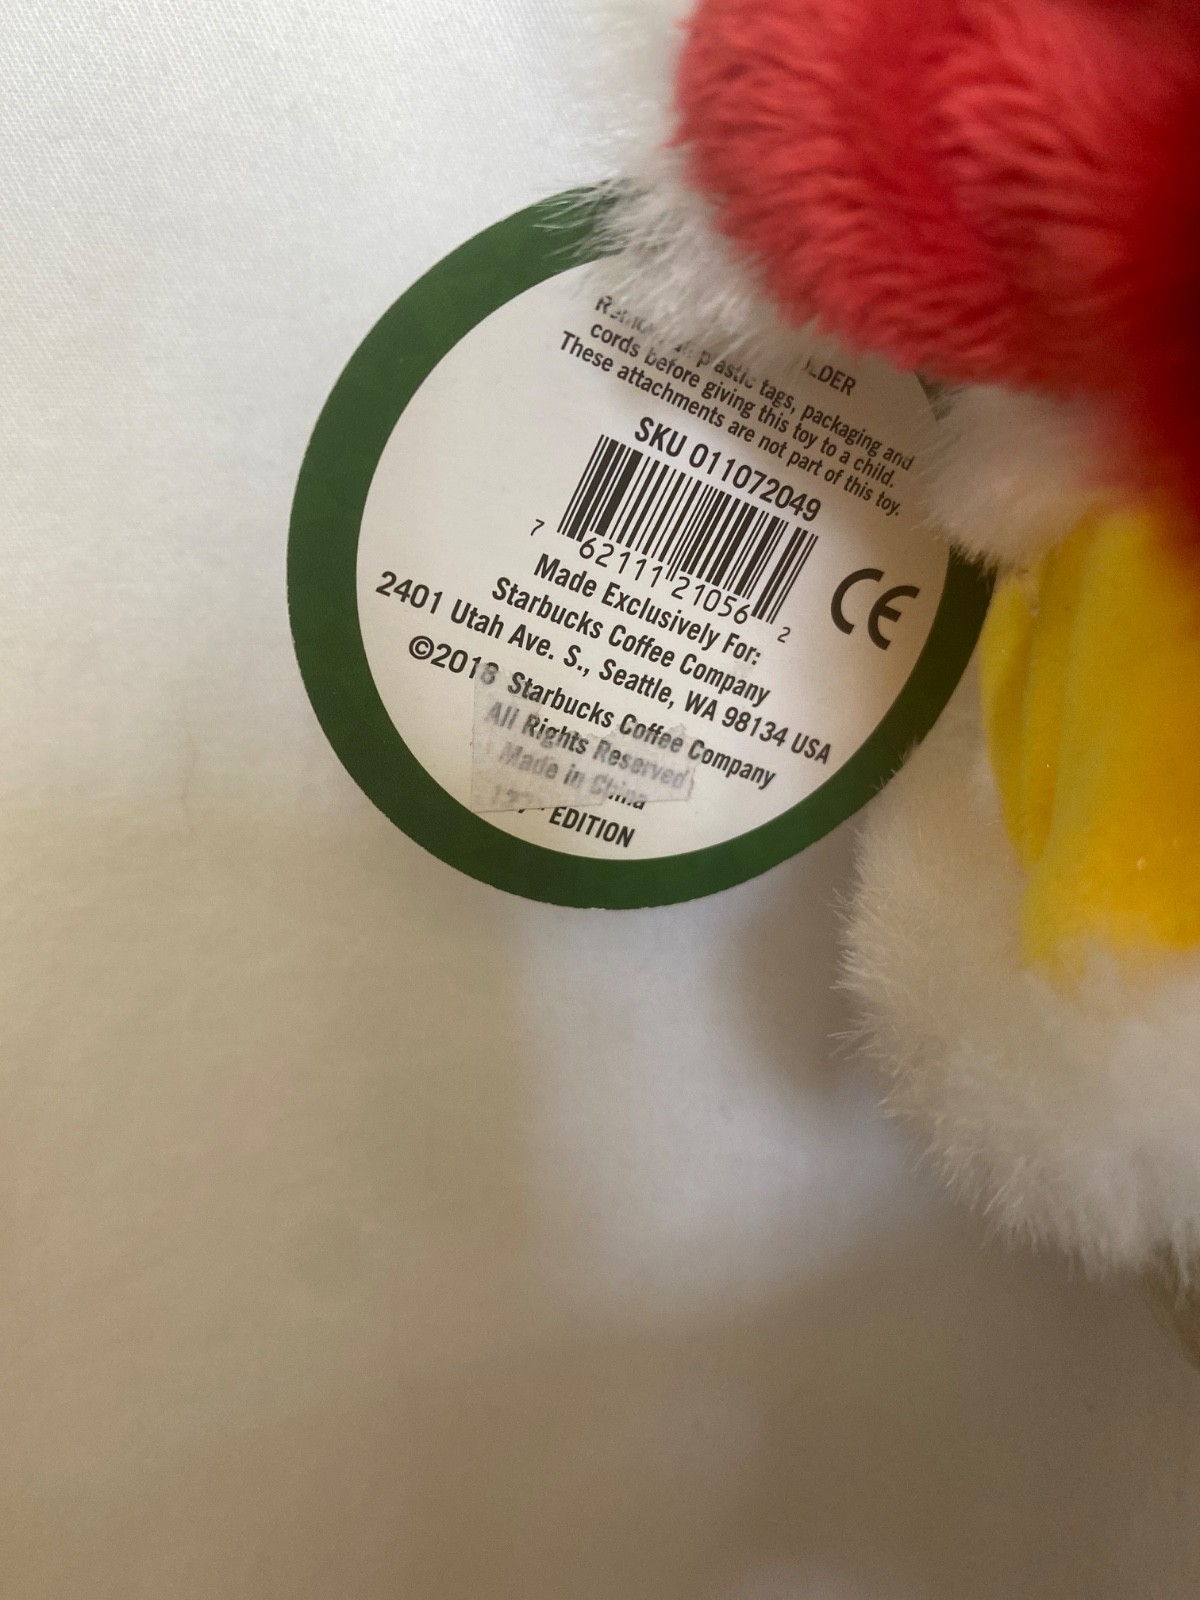 LDER
plastic tags, packaging and
cords before giving this toy to a child.
These attachments are not part of this toy.
SKU 011072049
7 62111 21056 2
CE
Made Exclusively For:
Starbucks Coffee Company
2401 Utah Ave. S., Seattle, WA 98134 USA
©2018 Starbucks Coffee Company
All Rights Reserved
Made in China
EDITION